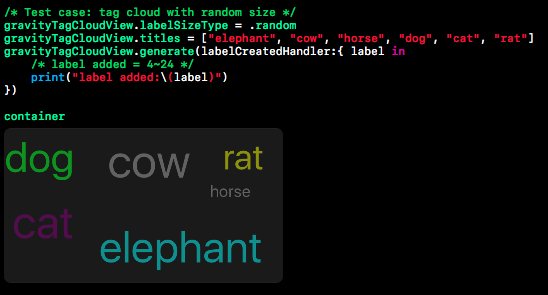 /* Test case: tag cloud with random size */
gravityTagCloudView.labelSizeType = .random
gravityTagCloudView.titles = ["elephant", "cow", "horse", "dog", "cat", "rat"]
gravityTagCloudView.generate(labelCreatedHandler:{ label in
    /* label added = 4~24 */
    print("label added:\(label)")
})
container
dog cow rat
horse
cat elephant